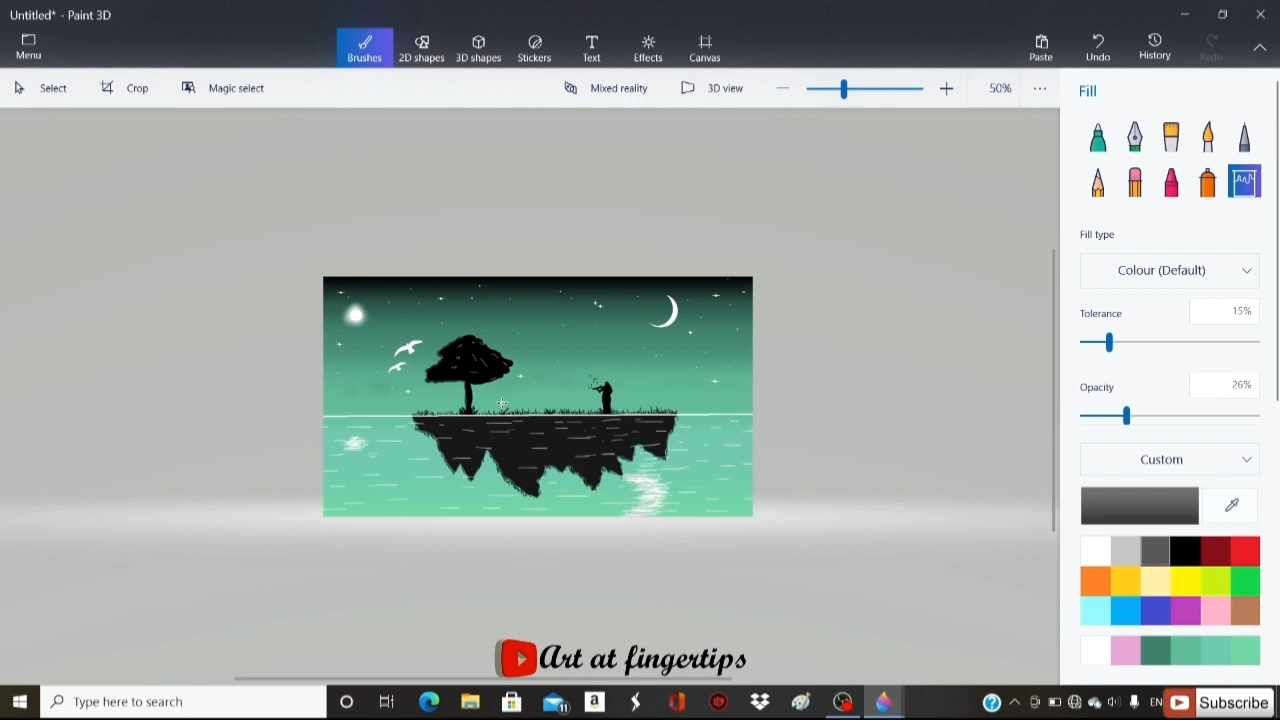 Untitled* - Paint 3D
Menu
Brushes
2D shapes
3D shapes
Stickers
Text
Effects
Canvas
Paste
Undo
History
Redo
Select
Crop
Magic select
Mixed reality
3D view
50%
Fill
Fill type
Colour (Default)
Tolerance
15%
Opacity
26%
Custom
Art at fingertips
Type here to search
11
a
EN
Subscribe